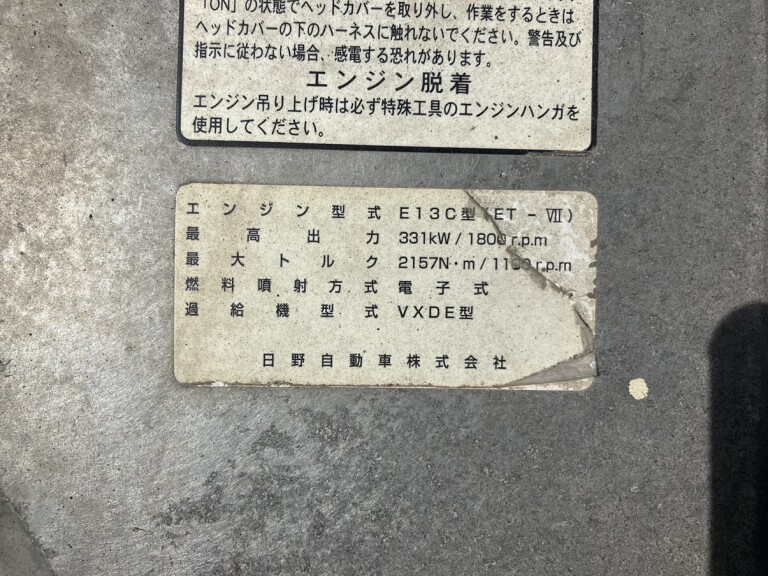 「ON」の状態でヘッドカバーを取り外し、作業をするときは
ヘッドカバーの下のハーネスに触れないでください。警告及び
指示に従わない場合、感電する恐れがあります。
エンジン脱着
エンジン吊り上げ時は必ず特殊工具のエンジンハンガを
使用してください。
エンジン型式 E13C型(ET-Ⅶ)
最高出力 331kW/1800r.p.m
最大トルク 2157N・m/1100r.p.m
燃料噴射方式 電子式
過給機型式 VXDE型
日野自動車株式会社